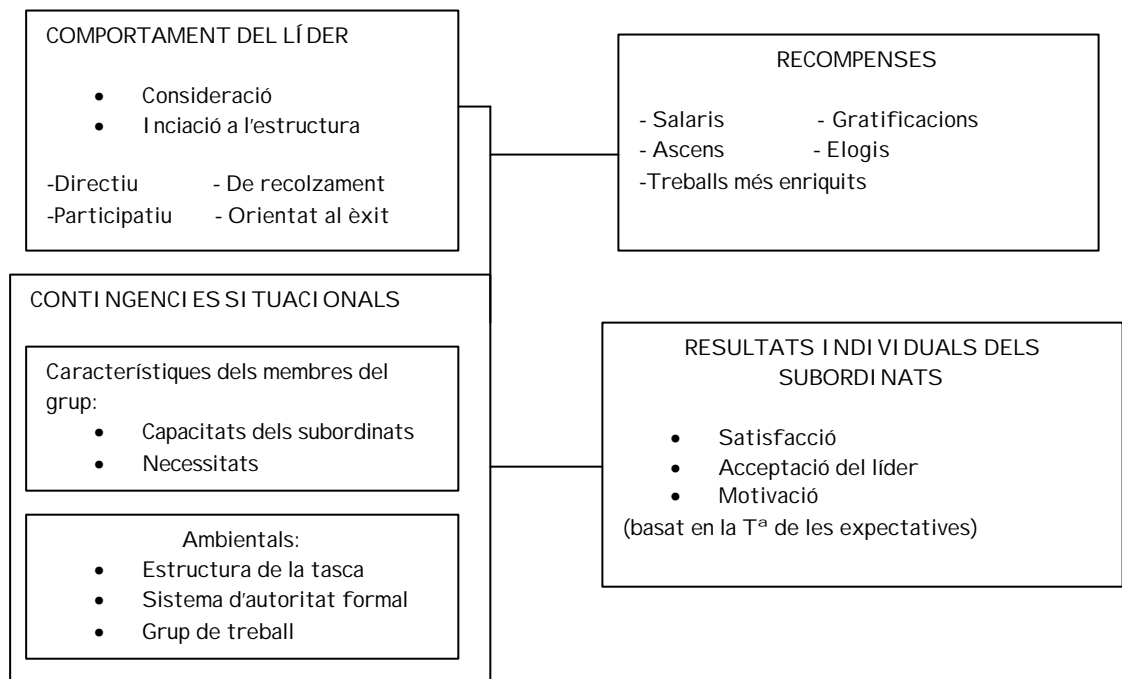 COMPORTAMENT DEL LÍDER
• Consideració
• Inciació a l'estructura
-Directiu - De recolzament
-Participatiu - Orientat al èxit
RECOMPENSES
- Salaris - Gratificacions
- Ascens - Elogis
-Treballs més enriquits
CONTINGENCIES SITUACIONALS
Característiques dels membres del
grup:
• Capacitats dels subordinats
• Necessitats
Ambientals:
• Estructura de la tasca
• Sistema d'autoritat formal
• Grup de treball
RESULTATS INDIVIDUALS DELS
SUBORDINATS
• Satisfacció
• Acceptació del líder
• Motivació
(basat en la Tª de les expectatives)